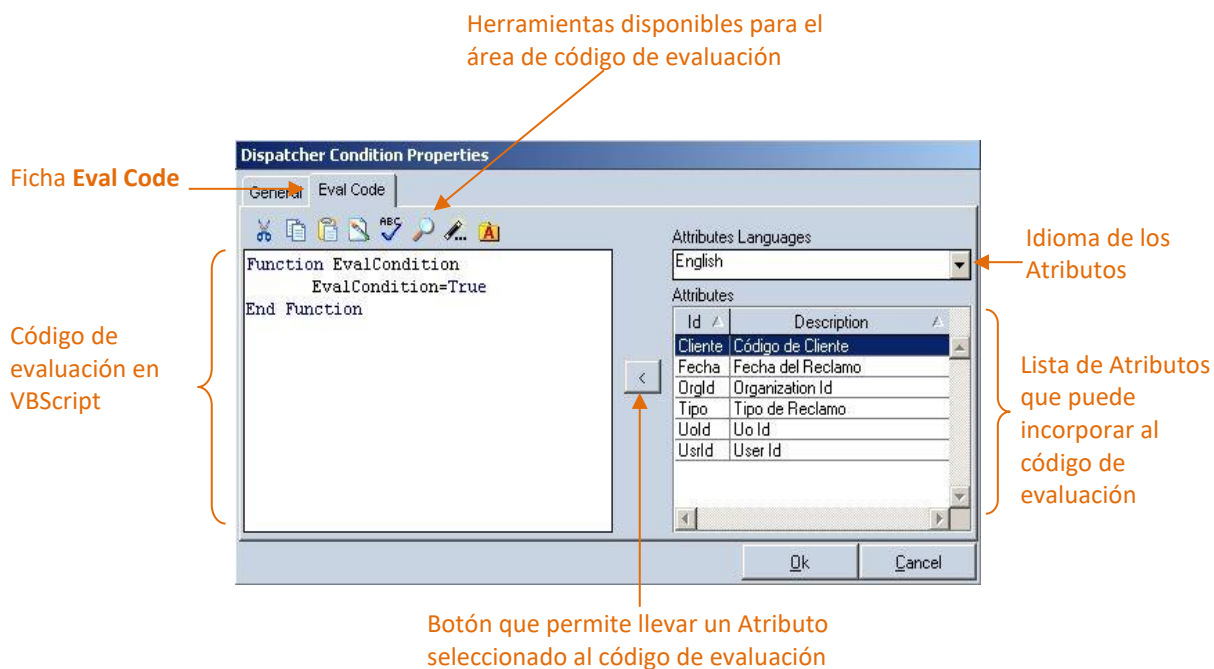 Herramientas disponibles para el
área de código de evaluación
Dispatcher Condition Properties
Ficha Eval Code
General
Eval Code
ABC
A
Function EvalCondition
EvalCondition=True
End Function
Código de
evaluación en
VBScript
<
Attributes Languages
English
Attributes
Id Description
Cliente Código de Cliente
Fecha Fecha del Reclamo
OrgId Organization Id
Tipo Tipo de Reclamo
UoId Uo Id
UsrId User Id
Idioma de los
Atributos
Lista de Atributos
que puede
incorporar al
código de
evaluación
Ok
Cancel
Botón que permite llevar un Atributo
seleccionado al código de evaluación